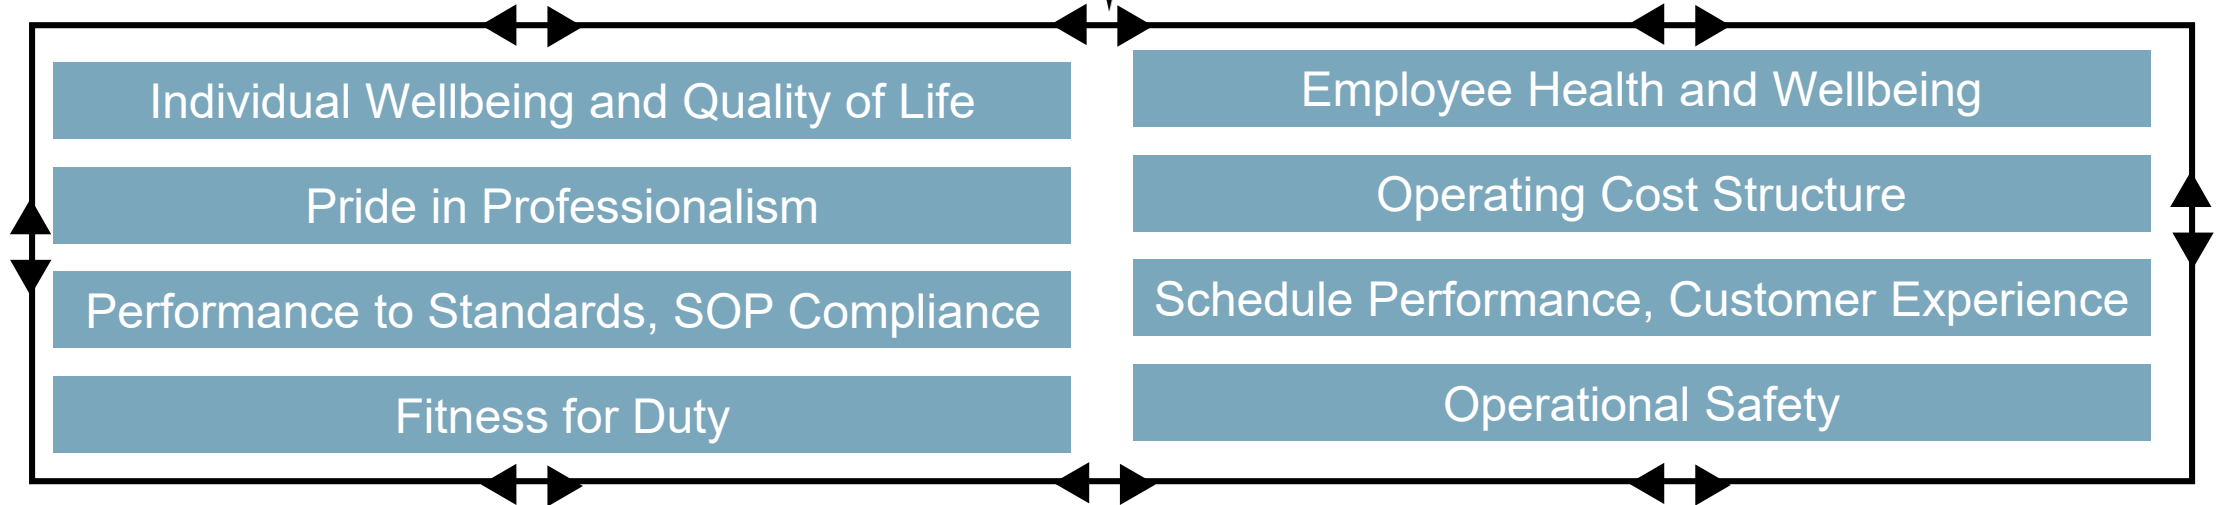 Individual Wellbeing and Quality of Life
Pride in Professionalism
Performance to Standards, SOP Compliance
Fitness for Duty
Employee Health and Wellbeing
Operating Cost Structure
Schedule Performance, Customer Experience
Operational Safety